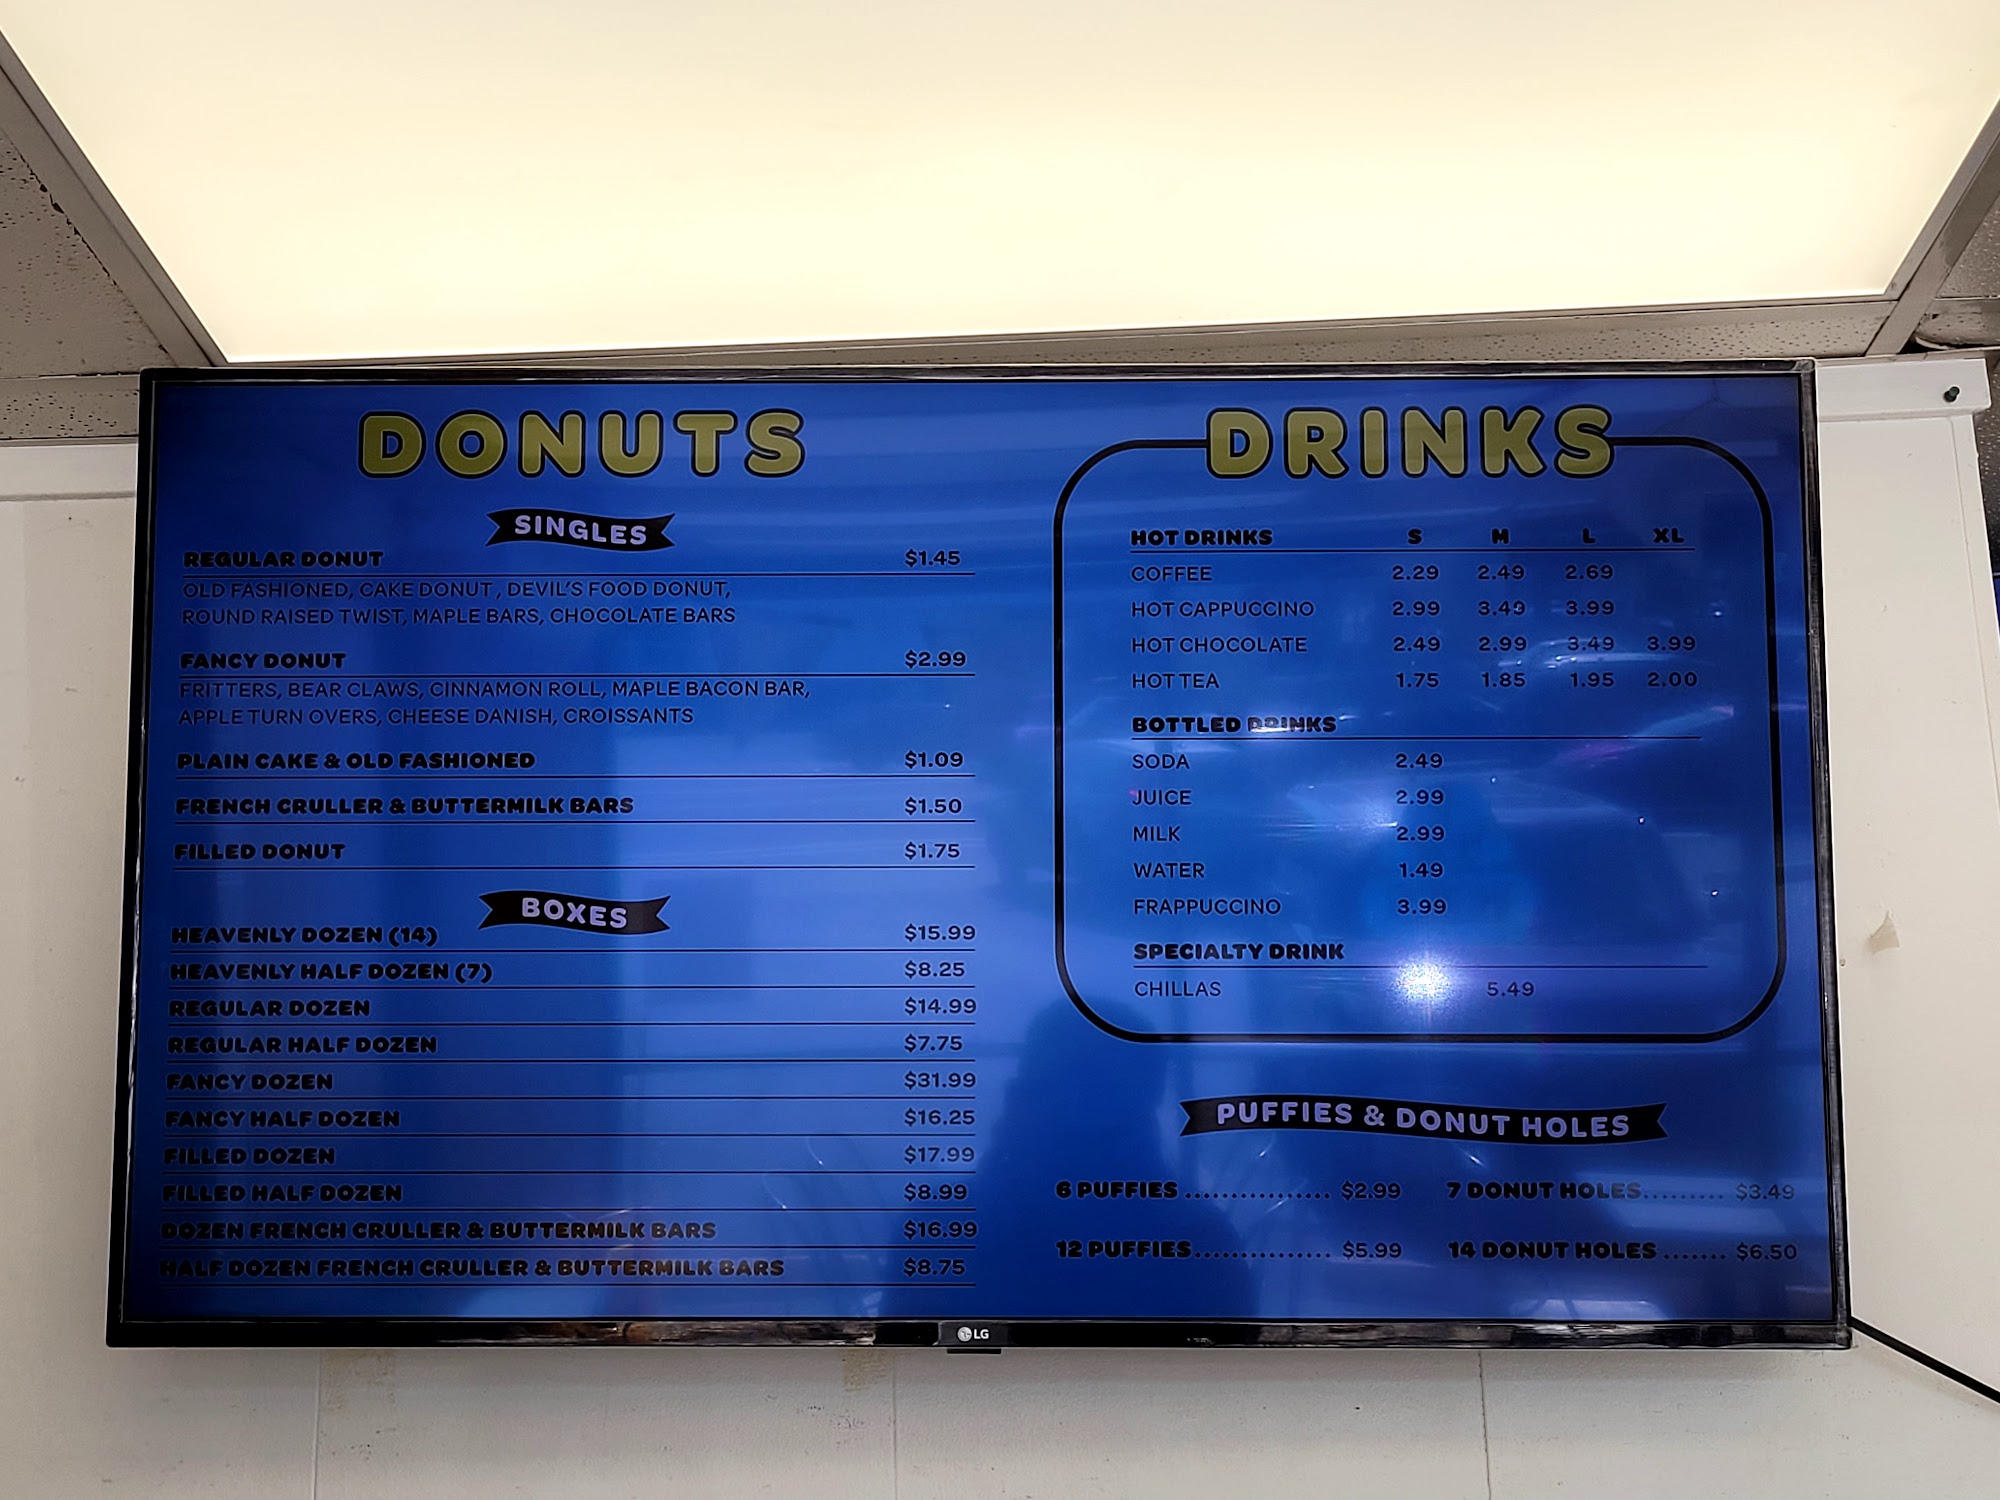 DONUTS
SINGLES
REGULAR DONUT $1.45
OLD FASHIONED, CAKE DONUT, DEVIL'S FOOD DONUT,
ROUND RAISED TWIST, MAPLE BARS, CHOCOLATE BARS
FANCY DONUT $2.99
FRITTERS, BEAR CLAWS, CINNAMON ROLL, MAPLE BACON BAR,
APPLE TURN OVERS, CHEESE DANISH, CROISSANTS
PLAIN CAKE & OLD FASHIONED $1.09
FRENCH CRULLER & BUTTERMILK BARS $1.50
FILLED DONUT $1.75
BOXES
HEAVENLY DOZEN (14) $15.99
HEAVENLY HALF DOZEN (7) $8.25
REGULAR DOZEN $14.99
REGULAR HALF DOZEN $7.75
FANCY DOZEN $31.99
FANCY HALF DOZEN $16.25
FILLED DOZEN $17.99
FILLED HALF DOZEN $8.99
DOZEN FRENCH CRULLER & BUTTERMILK BARS $16.99
HALF DOZEN FRENCH CRULLER & BUTTERMILK BARS $8.75
DRINKS
HOT DRINKS S M L XL
COFFEE 2.29 2.49 2.69
HOT CAPPUCCINO 2.99 3.49 3.99
HOT CHOCOLATE 2.49 2.99 3.49 3.99
HOT TEA 1.75 1.85 1.95 2.00
BOTTLED DRINKS
SODA 2.49
JUICE 2.99
MILK 2.99
WATER 1.49
FRAPPUCCINO 3.99
SPECIALTY DRINK
CHILLAS 5.49
PUFFIES & DONUT HOLES
6 PUFFIES ................ $2.99 7 DONUT HOLES......... $3.49
12 PUFFIES............... $5.99 14 DONUT HOLES ....... $6.50
LG